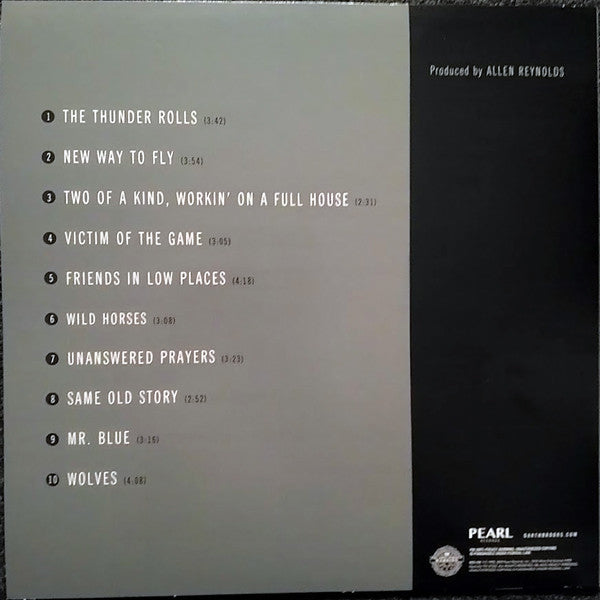 Produced by ALLEN REYNOLDS
1 THE THUNDER ROLLS (3:42)
2 NEW WAY TO FLY (3:54)
3 TWO OF A KIND, WORKIN' ON A FULL HOUSE (2:31)
4 VICTIM OF THE GAME (3:05)
5 FRIENDS IN LOW PLACES (4:18)
6 WILD HORSES (3:08)
7 UNANSWERED PRAYERS (3:23)
8 SAME OLD STORY (2:52)
9 MR. BLUE (3:16)
10 WOLVES (4:08)
PEARL
RECORDS
GARTHBROOKS.COM